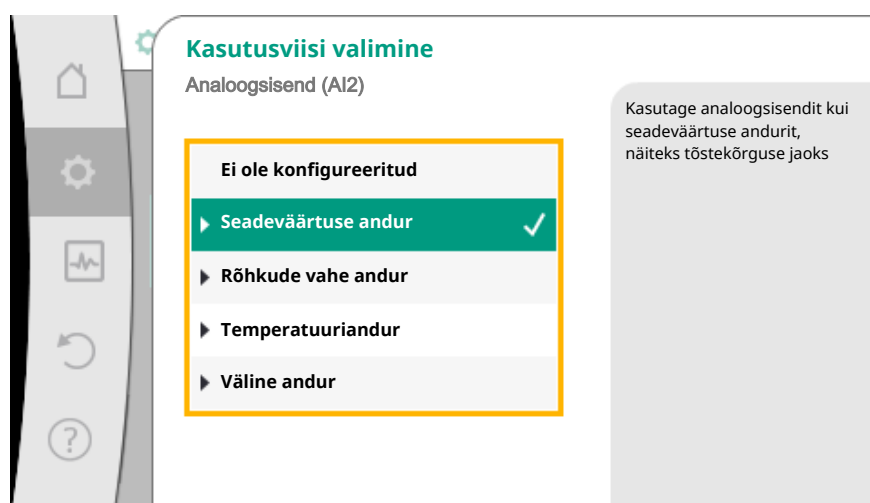 Kasutusviisi valimine
Analoogsisend (AI2)
Ei ole konfigureeritud
Seadeväärtuse andur
Rõhkude vahe andur
Temperatuuriandur
Väline andur
Kasutage analoogsisendit kui
seadeväärtuse andurit,
näiteks tõstekõrguse jaoks
?